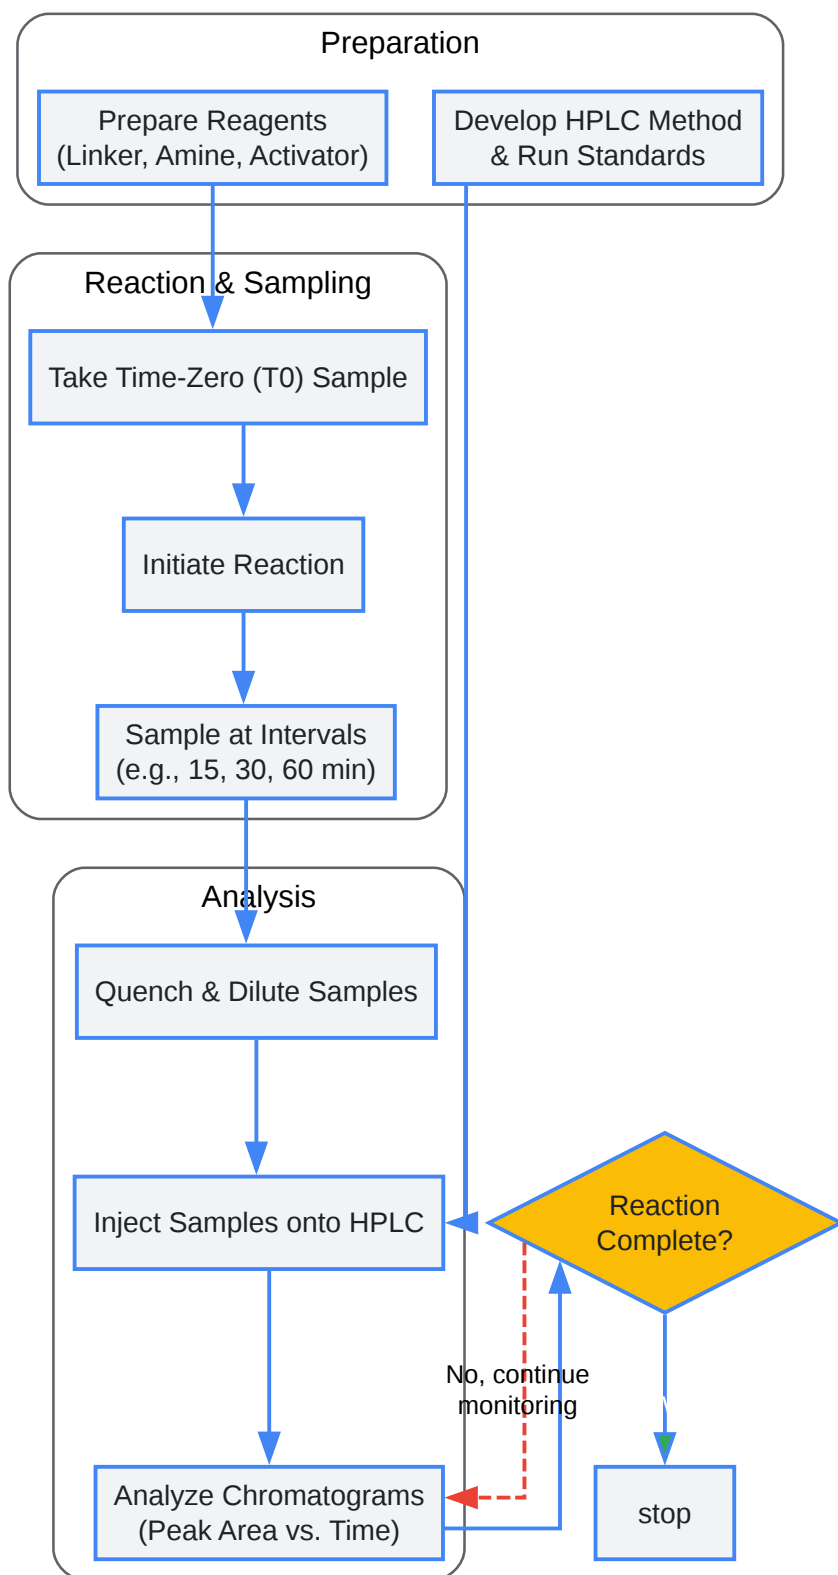 Preparation
Prepare Reagents
(Linker, Amine, Activator)
Develop HPLC Method
& Run Standards
Reaction & Sampling
Take Time-Zero (T0) Sample
Initiate Reaction
Sample at Intervals
(e.g., 15, 30, 60 min)
Analysis
Quench & Dilute Samples
Inject Samples onto HPLC
Reaction
Complete?
No, continue
monitoring
Analyze Chromatograms
(Peak Area vs. Time)
stop